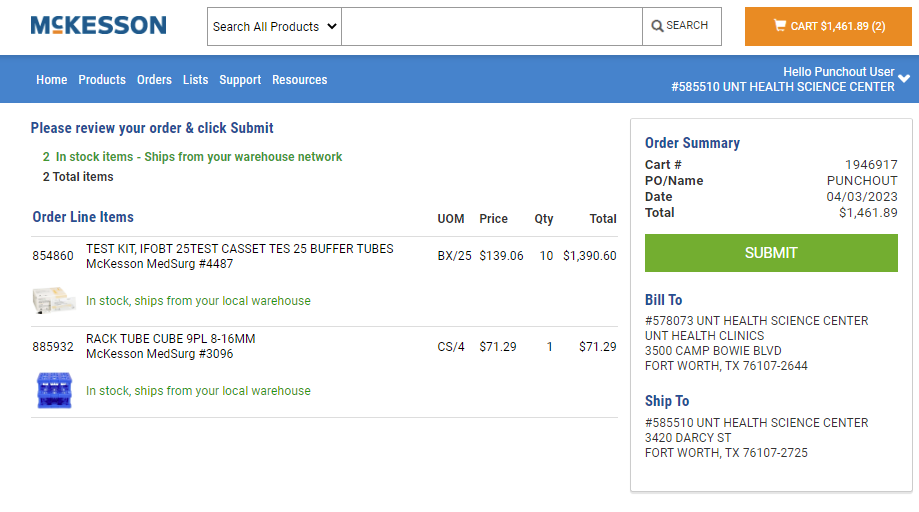 McKESSON
Search All Products
SEARCH
CART $1,461.89 (2)
Home Products Orders Lists Support Resources
Hello Punchout User
#585510 UNT HEALTH SCIENCE CENTER
Please review your order & click Submit
2 In stock items - Ships from your warehouse network
2 Total items
Order Line Items UOM Price Qty Total
854860 TEST KIT, IFOBT 25TEST CASSET TES 25 BUFFER TUBES BX/25 $139.06 10 $1,390.60
McKesson MedSurg #4487
In stock, ships from your local warehouse
885932 RACK TUBE CUBE 9PL 8-16MM CS/4 $71.29 1 $71.29
McKesson MedSurg #3096
In stock, ships from your local warehouse
Order Summary
Cart # 1946917
PO/Name PUNCHOUT
Date 04/03/2023
Total $1,461.89
SUBMIT
Bill To
#578073 UNT HEALTH SCIENCE CENTER
UNT HEALTH CLINICS
3500 CAMP BOWIE BLVD
FORT WORTH, TX 76107-2644
Ship To
#585510 UNT HEALTH SCIENCE CENTER
3420 DARCY ST
FORT WORTH, TX 76107-2725